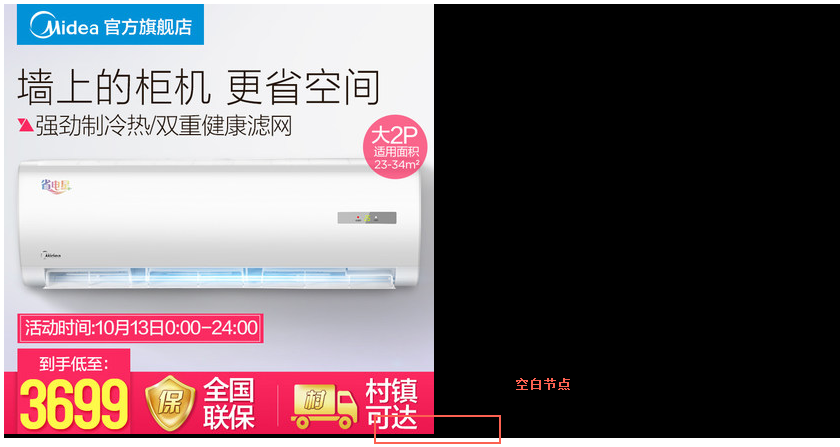 Midea 官方旗舰店
墙上的柜机 更省空间
强劲制冷热/双重健康滤网
大2P
适用面积
23-34m²
省电星
Midea
活动时间:10月13日0:00-24:00
到手低至:
3699
保
全国
联保
村
村镇
可达
空白节点